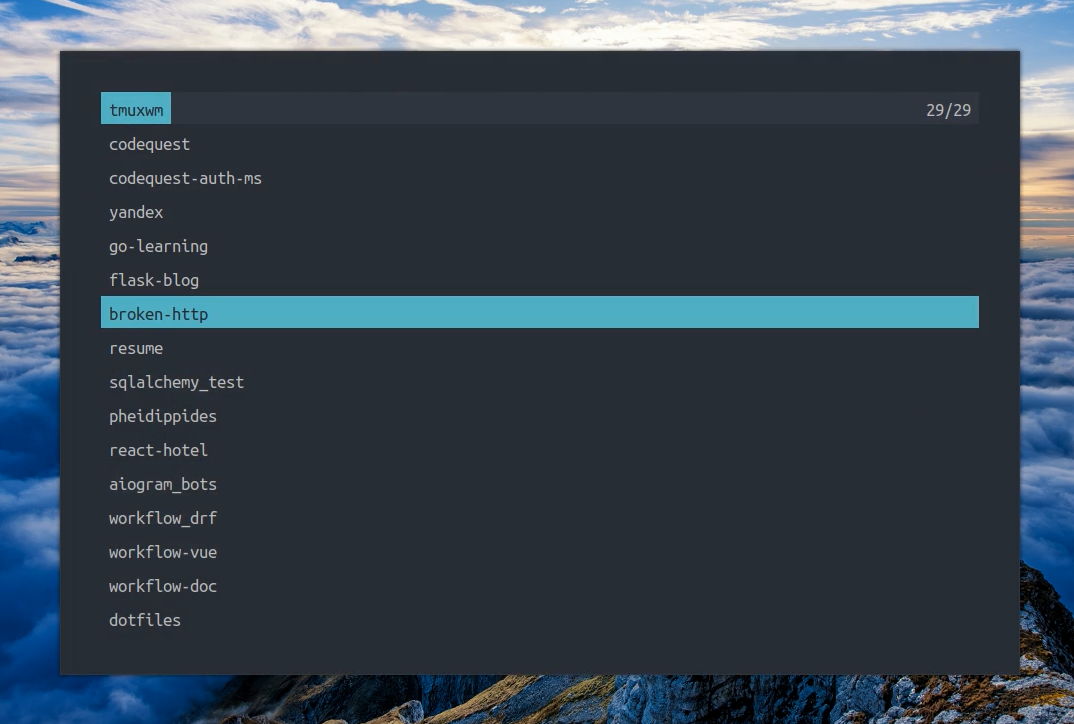 tmuxwm 29/29
codequest
codequest-auth-ms
yandex
go-learning
flask-blog
broken-http
resume
sqlalchemy_test
pheidippides
react-hotel
aiogram_bots
workflow_drf
workflow-vue
workflow-doc
dotfiles